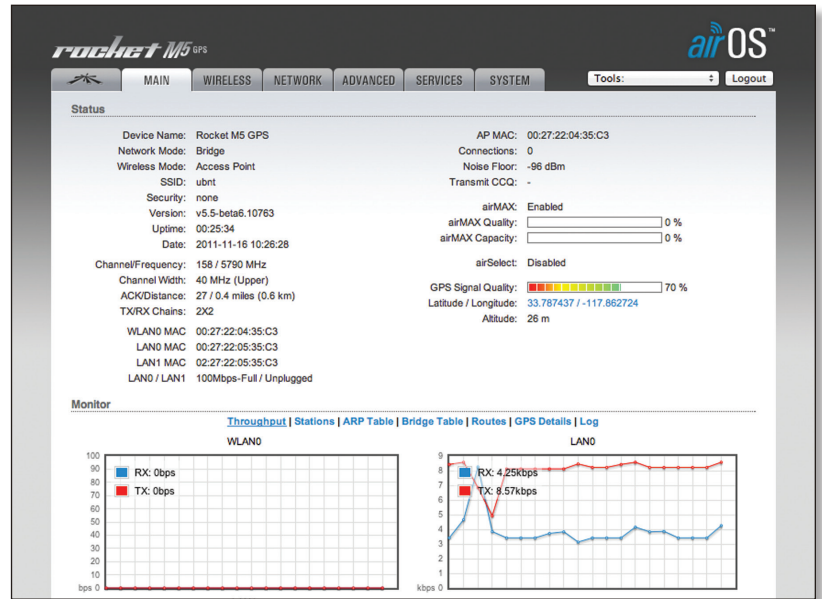 rocket M5 GPS
airOS™
MAIN
WIRELESS
NETWORK
ADVANCED
SERVICES
SYSTEM
Tools:
Logout
Status
Device Name: Rocket M5 GPS
Network Mode: Bridge
Wireless Mode: Access Point
SSID: ubnt
Security: none
Version: v5.5-beta6.10763
Uptime: 00:25:34
Date: 2011-11-16 10:26:28
Channel/Frequency: 158 / 5790 MHz
Channel Width: 40 MHz (Upper)
ACK/Distance: 27 / 0.4 miles (0.6 km)
TX/RX Chains: 2X2
WLAN0 MAC 00:27:22:04:35:C3
LAN0 MAC 00:27:22:05:35:C3
LAN1 MAC 02:27:22:05:35:C3
LAN0 / LAN1 100Mbps-Full / Unplugged
AP MAC: 00:27:22:04:35:C3
Connections: 0
Noise Floor: -96 dBm
Transmit CCQ: -
airMAX: Enabled
airMAX Quality: 0 %
airMAX Capacity: 0 %
airSelect: Disabled
GPS Signal Quality: 70 %
Latitude / Longitude: 33.787437 / -117.862724
Altitude: 26 m
Monitor
Throughput | Stations | ARP Table | Bridge Table | Routes | GPS Details | Log
WLAN0
100
90
80
70
60
50
40
30
20
10
bps 0
RX: 0bps
TX: 0bps
LAN0
9
8
7
6
5
4
3
2
1
kbps 0
RX: 4.25kbps
TX: 8.57kbps